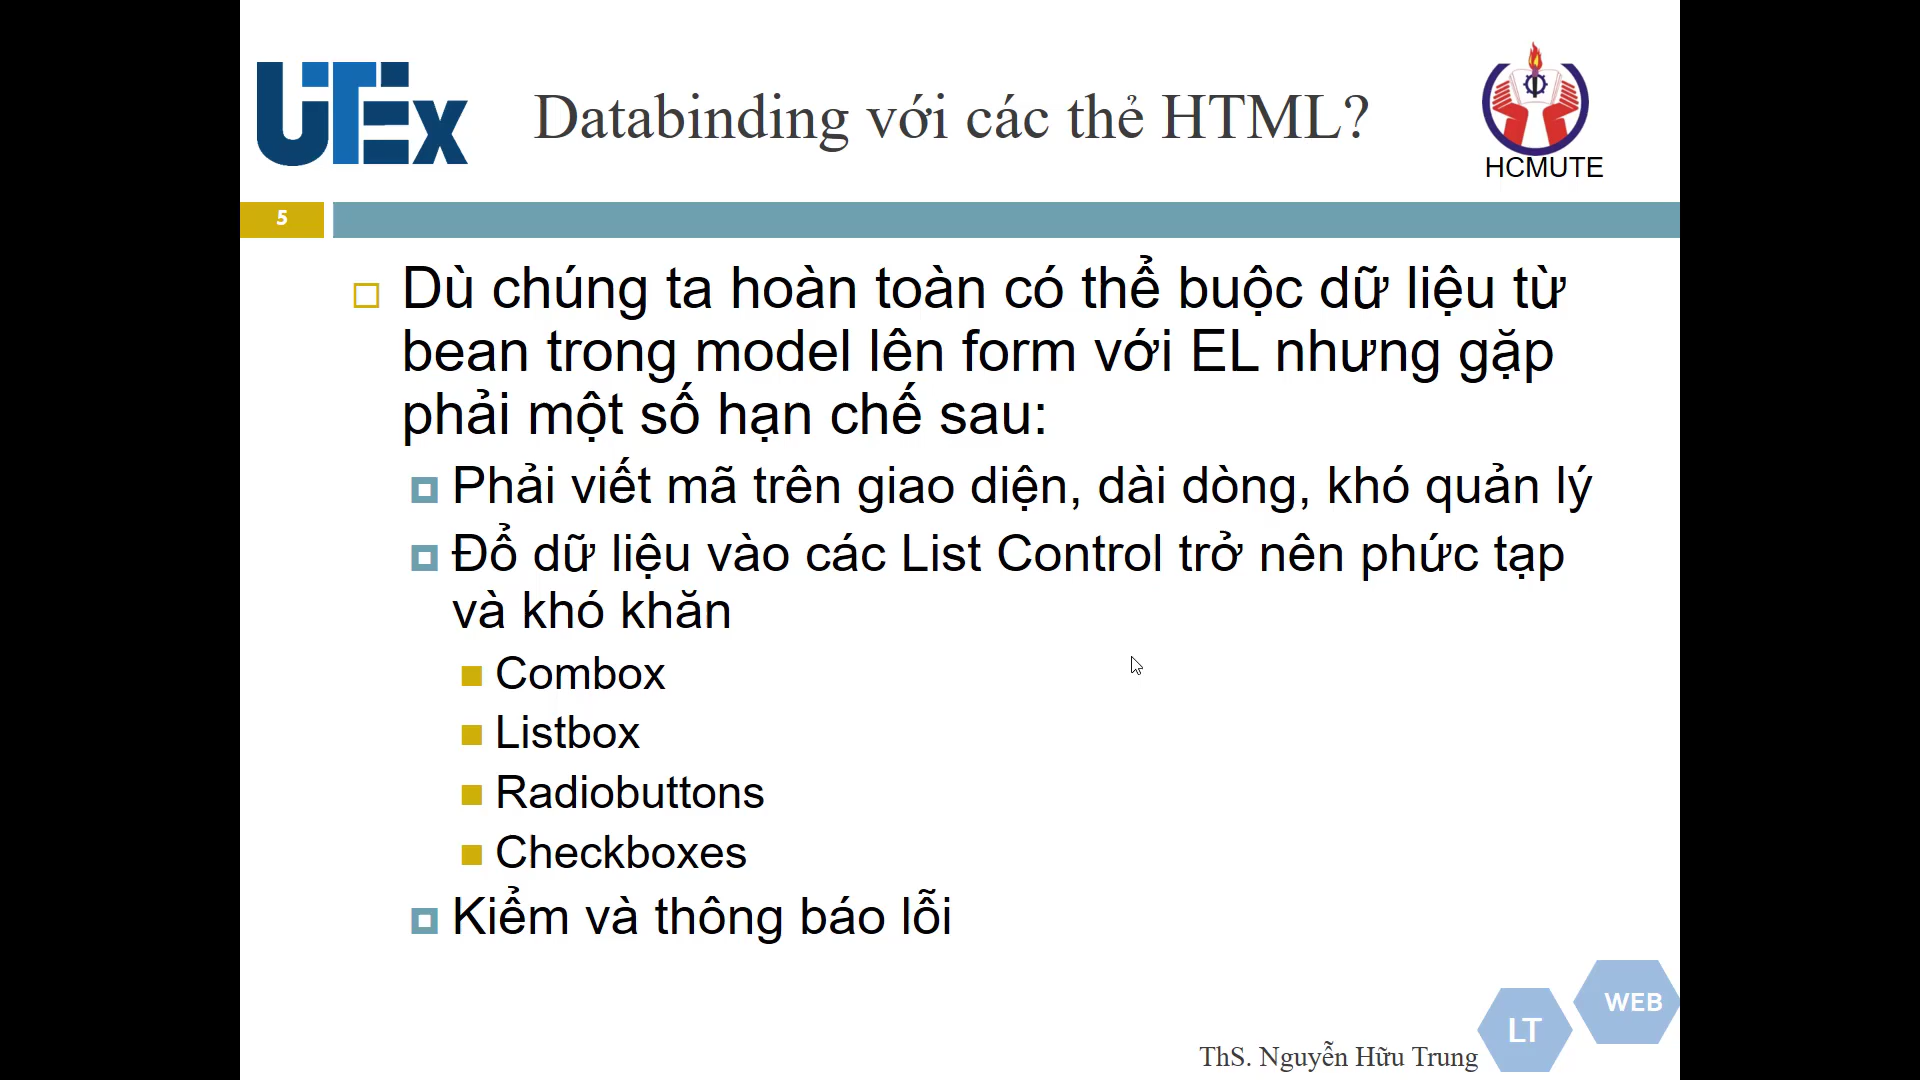 UTEx
Databinding với các thẻ HTML?
HCMUTE
5
Dù chúng ta hoàn toàn có thể buộc dữ liệu từ
bean trong model lên form với EL nhưng gặp
phải một số hạn chế sau:
Phải viết mã trên giao diện, dài dòng, khó quản lý
Đổ dữ liệu vào các List Control trở nên phức tạp
và khó khăn
Combox
Listbox
Radiobuttons
Checkboxes
Kiểm và thông báo lỗi
WEB
LT
ThS. Nguyễn Hữu Trung